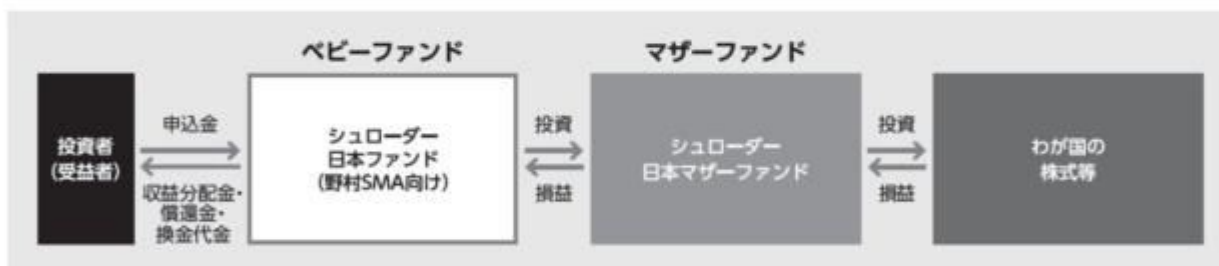 ベビーファンド
マザーファンド
投資者
(受益者)
申込金
収益分配金・
償還金・
換金代金
シュローダー
日本ファンド
(野村SMA向け)
投資
損益
シュローダー
日本マザーファンド
投資
損益
わが国の
株式等